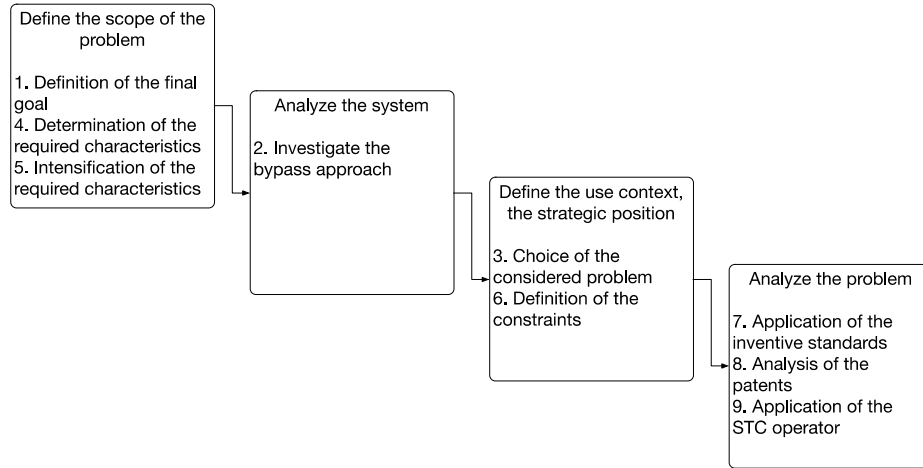 Define the scope of the
problem
1. Definition of the final
goal
4. Determination of the
required characteristics
5. Intensification of the
required characteristics
Analyze the system
2. Investigate the
bypass approach
Define the use context,
the strategic position
3. Choice of the
considered problem
6. Definition of the
constraints
Analyze the problem
7. Application of the
inventive standards
8. Analysis of the
patents
9. Application of the
STC operator